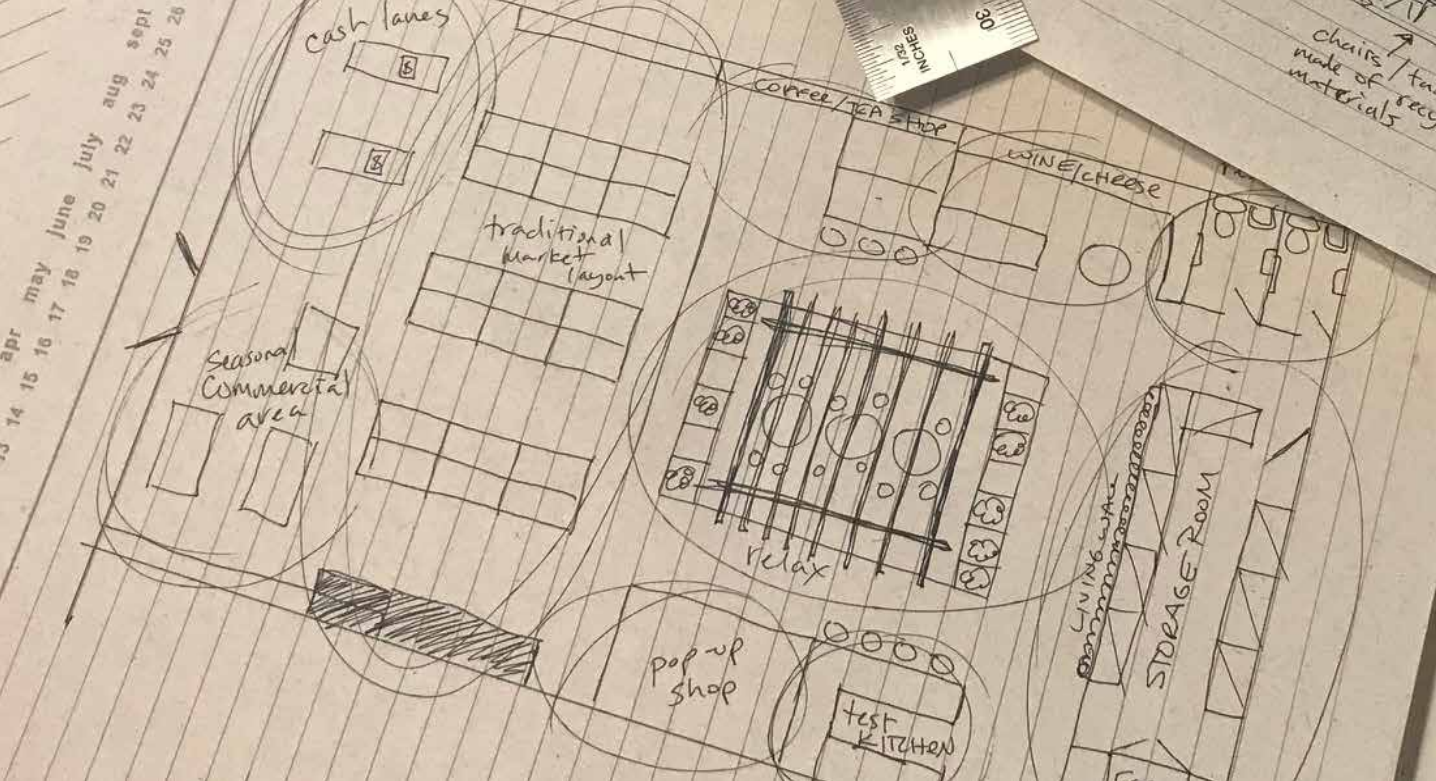 cash lanes
$
$
COFFEE/TEA SHOP
WINE/CHEESE
traditional
market
layout
seasonal
commercial
area
relax
LIVING WALL
STORAGE ROOM
pop-up
shop
test
KITCHEN
chairs/
made of
materials
1/32
INCHES
30
apr may june july aug sept
13 14 15 16 17 18 19 20 21 22 23 24 25 26